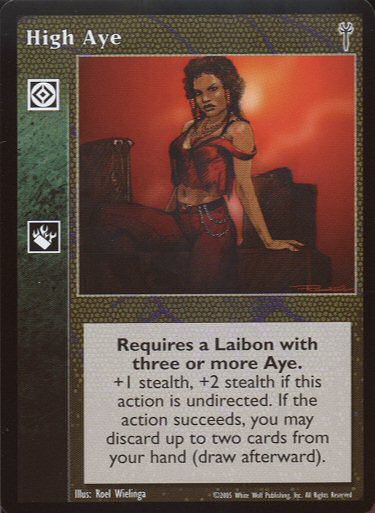 High Aye
Requires a Laibon with
three or more Aye.
+1 stealth, +2 stealth if this
action is undirected. If the
action succeeds, you may
discard up to two cards from
your hand (draw afterward).
Illus: Roel Wielinga
©2005 White Wolf Publishing, Inc. All Rights Reserved